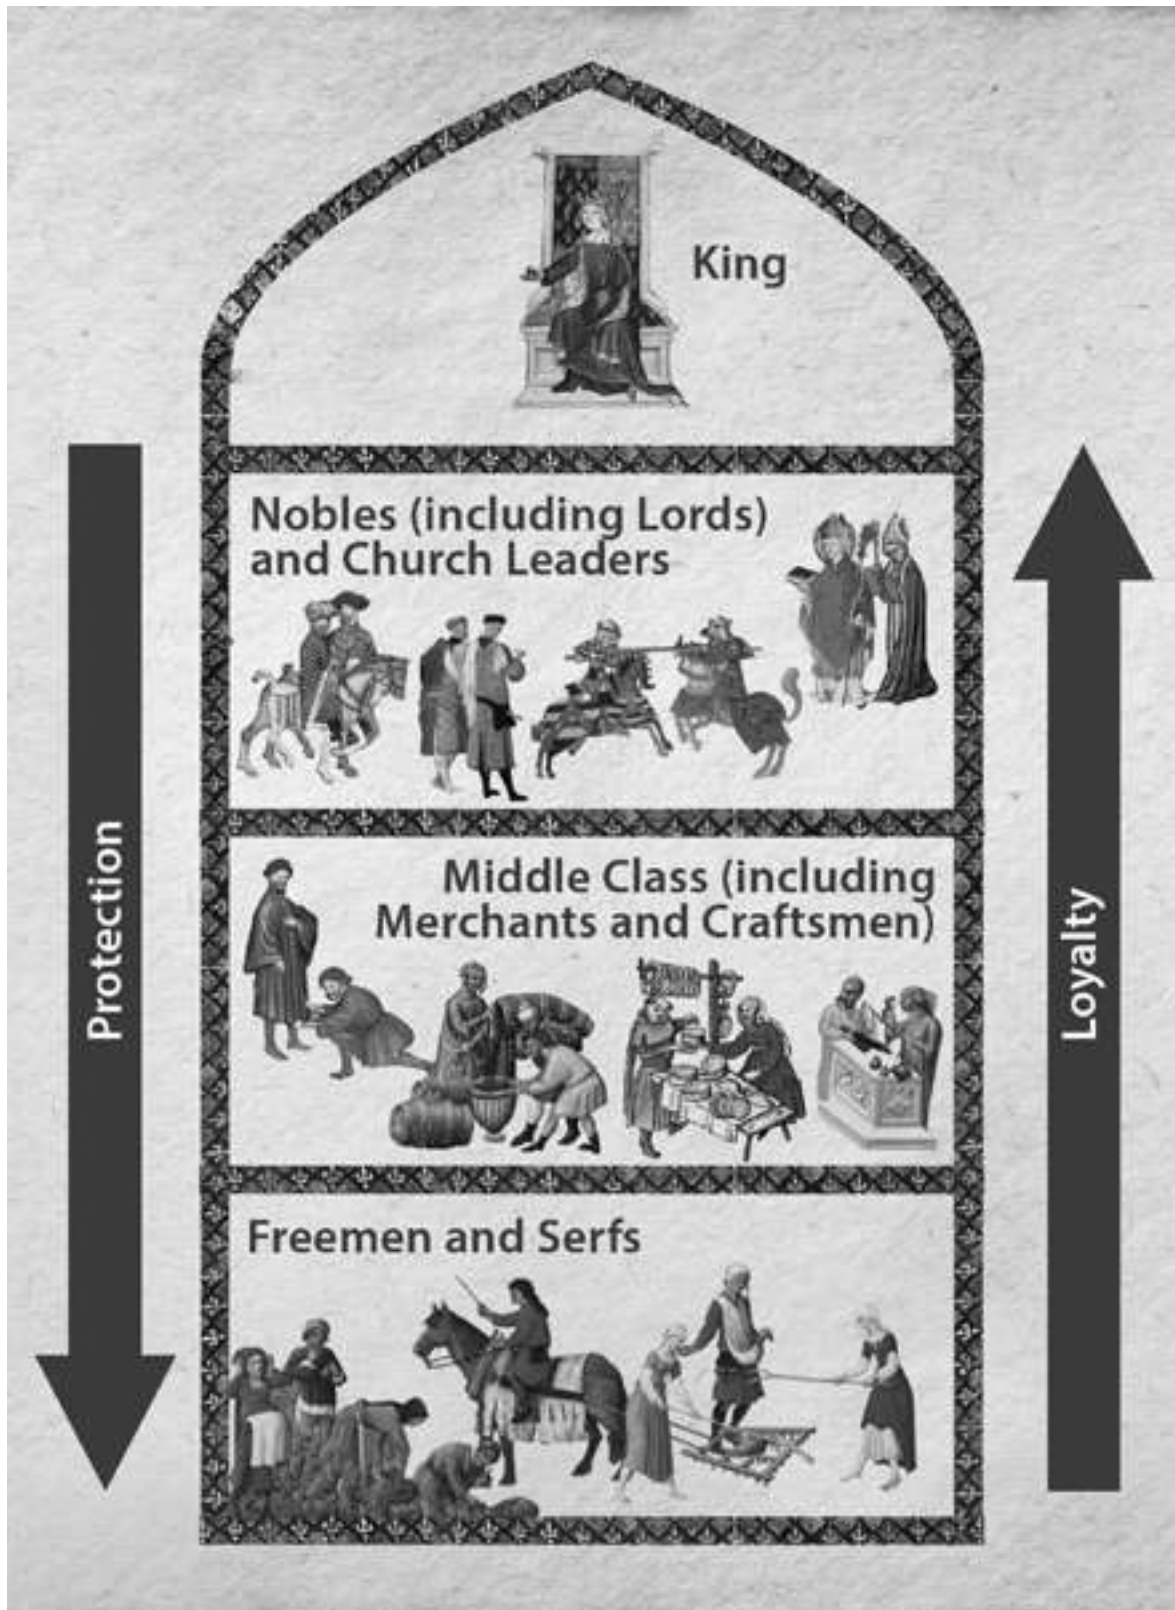 King
Nobles (including Lords)
and Church Leaders
Middle Class (including
Merchants and Craftsmen)
Freemen and Serfs
Protection
Loyalty